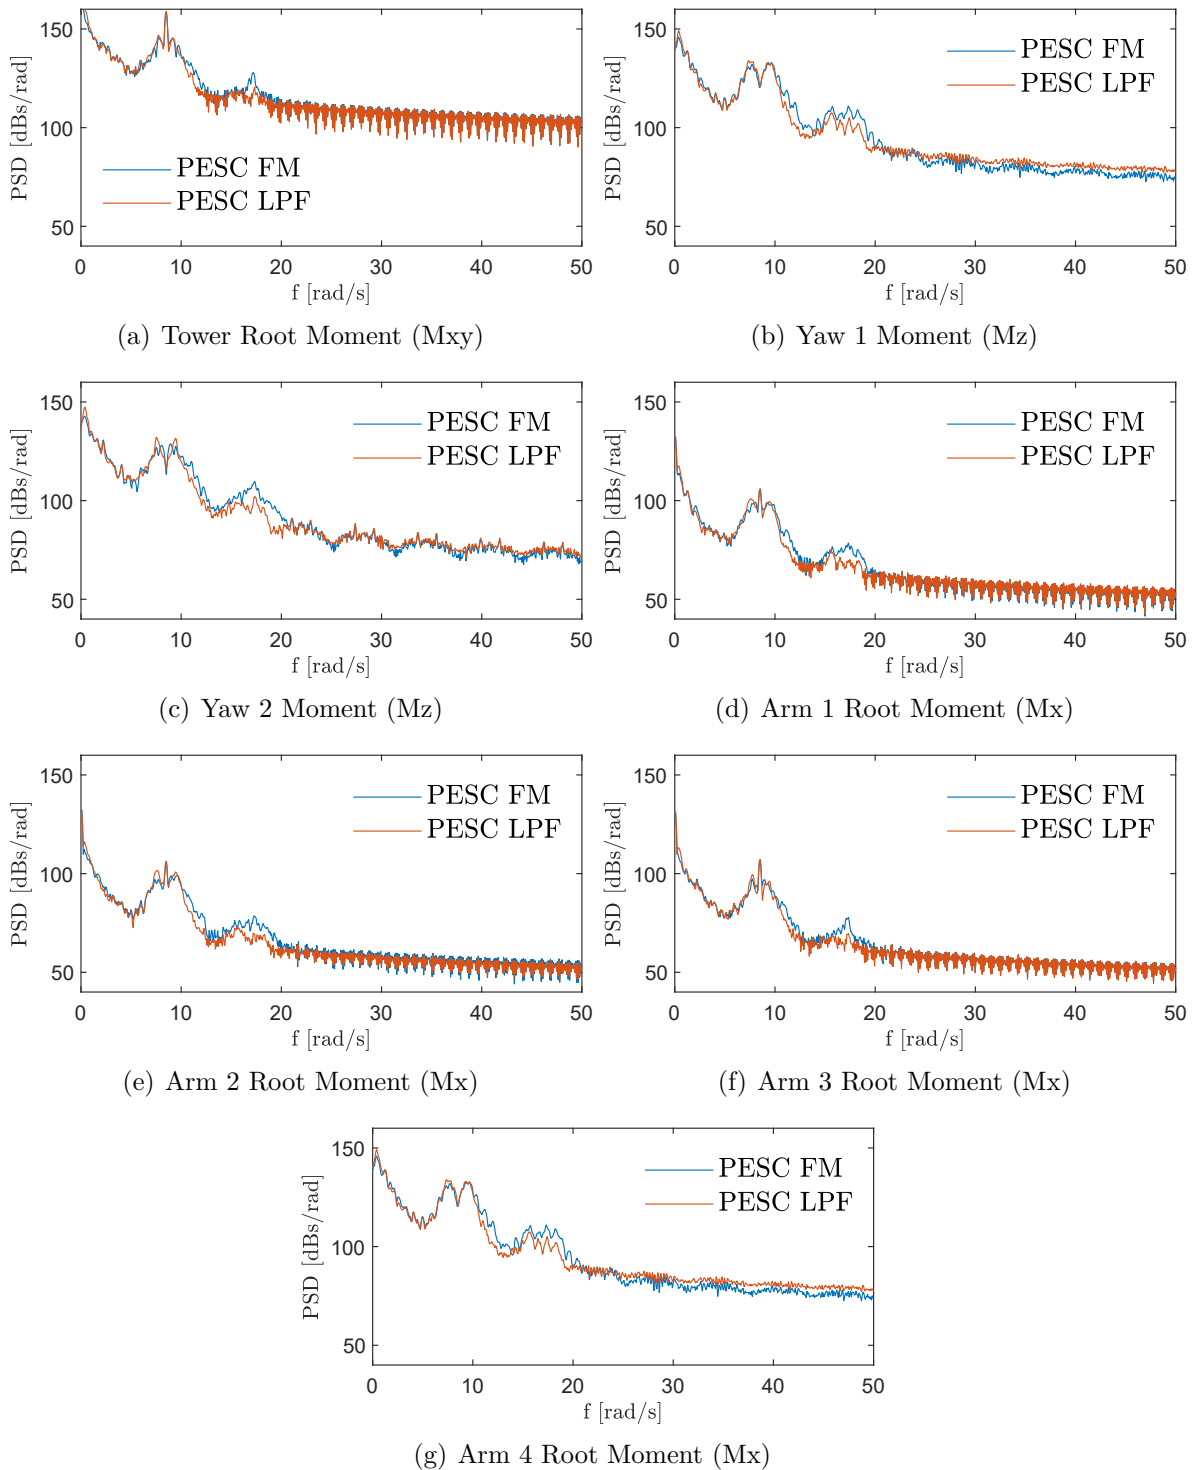 150
100
50
PSD [dBs/rad]
PESC FM
PESC LPF
0 10 20 30 40 50
f [rad/s]
(a) Tower Root Moment (Mxy)
150
100
50
PSD [dBs/rad]
PESC FM
PESC LPF
0 10 20 30 40 50
f [rad/s]
(b) Yaw 1 Moment (Mz)
150
100
50
PSD [dBs/rad]
PESC FM
PESC LPF
0 10 20 30 40 50
f [rad/s]
(c) Yaw 2 Moment (Mz)
150
100
50
PSD [dBs/rad]
PESC FM
PESC LPF
0 10 20 30 40 50
f [rad/s]
(d) Arm 1 Root Moment (Mx)
150
100
50
PSD [dBs/rad]
PESC FM
PESC LPF
0 10 20 30 40 50
f [rad/s]
(e) Arm 2 Root Moment (Mx)
150
100
50
PSD [dBs/rad]
PESC FM
PESC LPF
0 10 20 30 40 50
f [rad/s]
(f) Arm 3 Root Moment (Mx)
150
100
50
PSD [dBs/rad]
PESC FM
PESC LPF
0 10 20 30 40 50
f [rad/s]
(g) Arm 4 Root Moment (Mx)